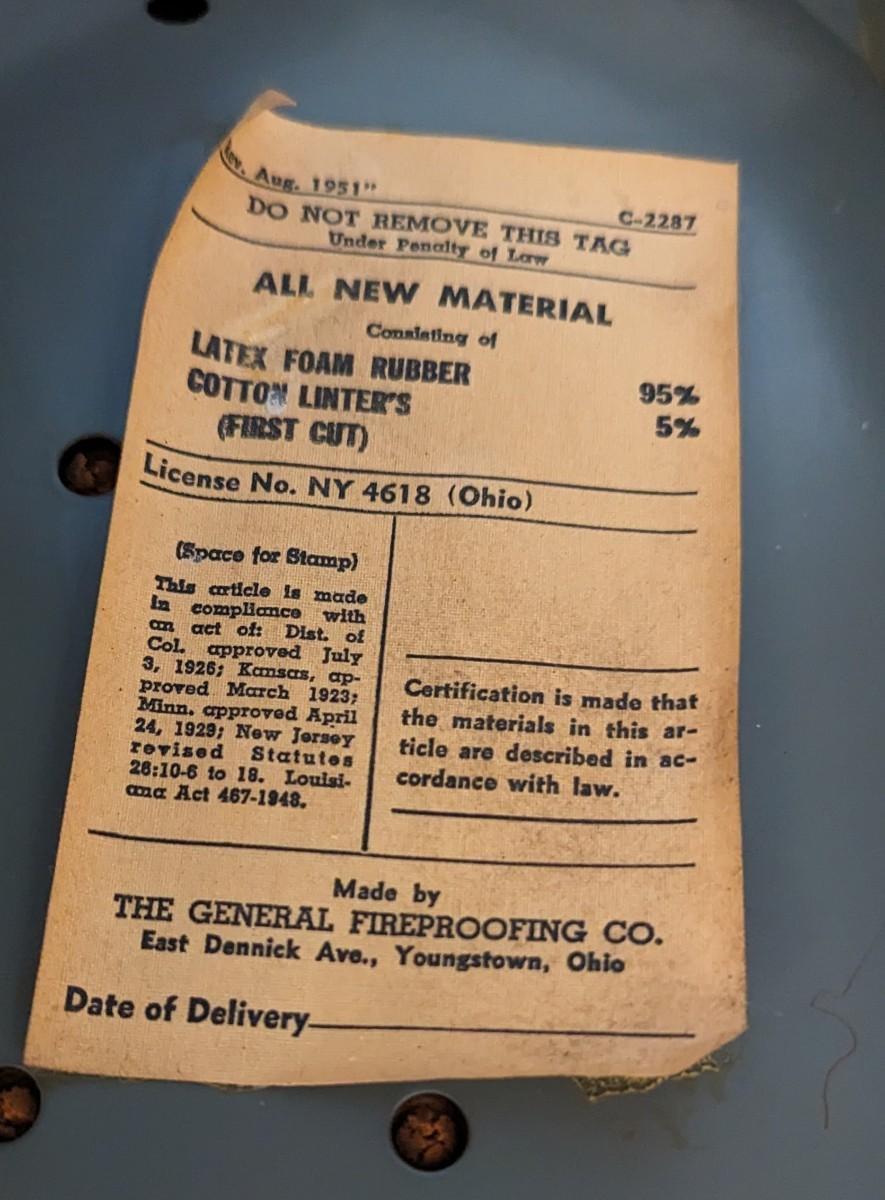 Rev. Aug. 1951"
C-2287
DO NOT REMOVE THIS TAG
Under Penalty of Law
ALL NEW MATERIAL
Consisting of
LATEX FOAM RUBBER 95%
COTTON LINTER'S 5%
(FIRST CUT)
License No. NY 4618 (Ohio)
(Space for Stamp)
This article is made
in compliance with
an act of: Dist. of
Col. approved July
3, 1926; Kansas, ap-
proved March 1923;
Minn. approved April
24, 1929; New Jersey
revised Statutes
26:10-6 to 18. Louisi-
ana Act 467-1948.
Certification is made that
the materials in this ar-
ticle are described in ac-
cordance with law.
Made by
THE GENERAL FIREPROOFING CO.
East Dennick Ave., Youngstown, Ohio
Date of Delivery